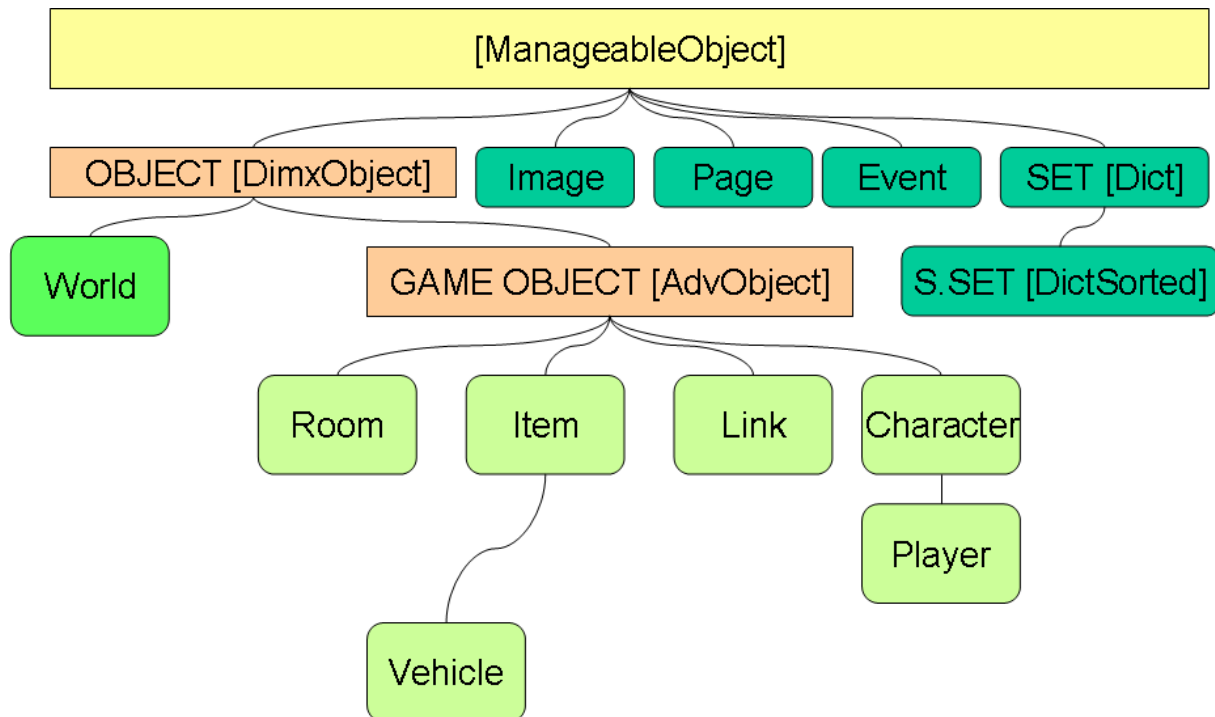 [ManageableObject]
OBJECT [DimxObject]
Image
Page
Event
SET [Dict]
World
GAME OBJECT [AdvObject]
S.SET [DictSorted]
Room
Item
Link
Character
Player
Vehicle